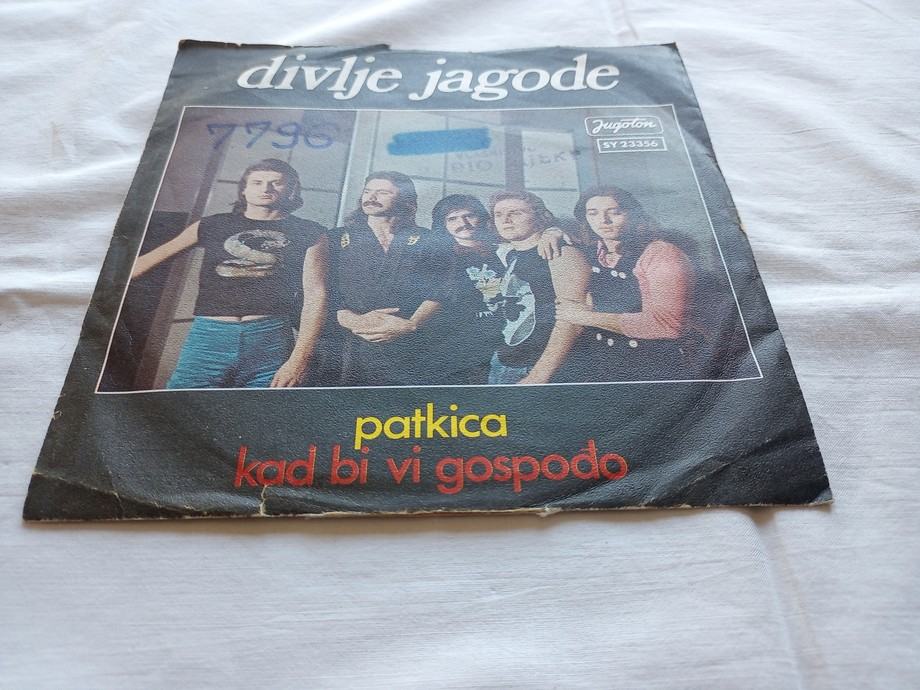 divlje jagode
7796
Jugoton
SY 23356
patkica
kad bi vi gospodo